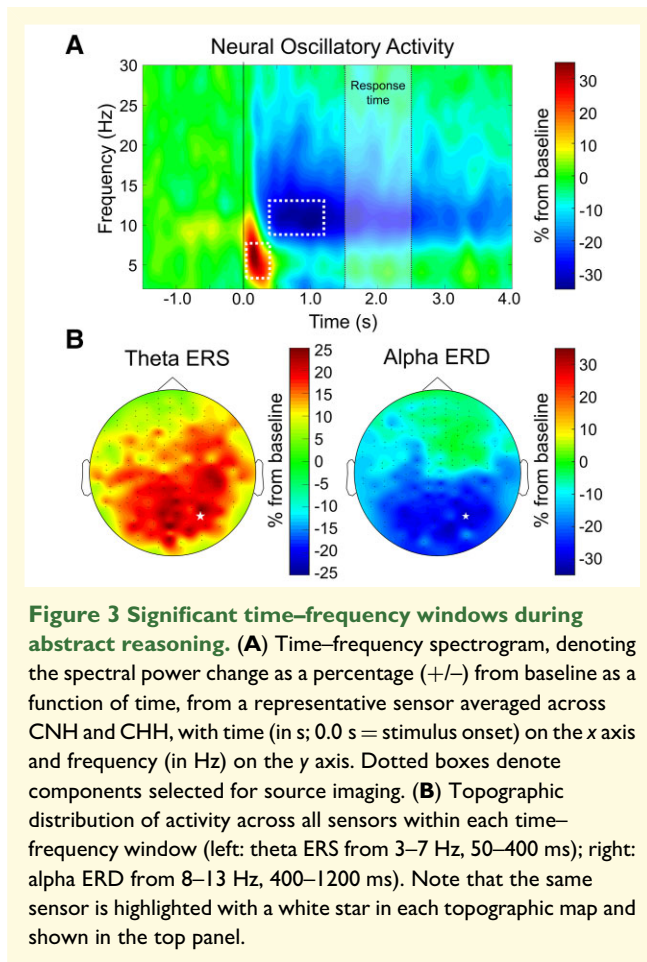 A
Neural Oscillatory Activity
Frequency (Hz)
30
25
20
15
10
5
Response
time
-1.0 0.0 1.0 2.0 3.0 4.0
Time (s)
30
20
10
0
-10
-20
-30
% from baseline
B
Theta ERS
25
20
15
10
5
0
-5
-10
-15
-20
-25
% from baseline
Alpha ERD
30
20
10
0
-10
-20
-30
% from baseline
Figure 3 Significant time–frequency windows during
abstract reasoning. (A) Time–frequency spectrogram, denoting
the spectral power change as a percentage (+/–) from baseline as a
function of time, from a representative sensor averaged across
CNH and CHH, with time (in s; 0.0 s = stimulus onset) on the x axis
and frequency (in Hz) on the y axis. Dotted boxes denote
components selected for source imaging. (B) Topographic
distribution of activity across all sensors within each time–
frequency window (left: theta ERS from 3–7 Hz, 50–400 ms); right:
alpha ERD from 8–13 Hz, 400–1200 ms). Note that the same
sensor is highlighted with a white star in each topographic map and
shown in the top panel.